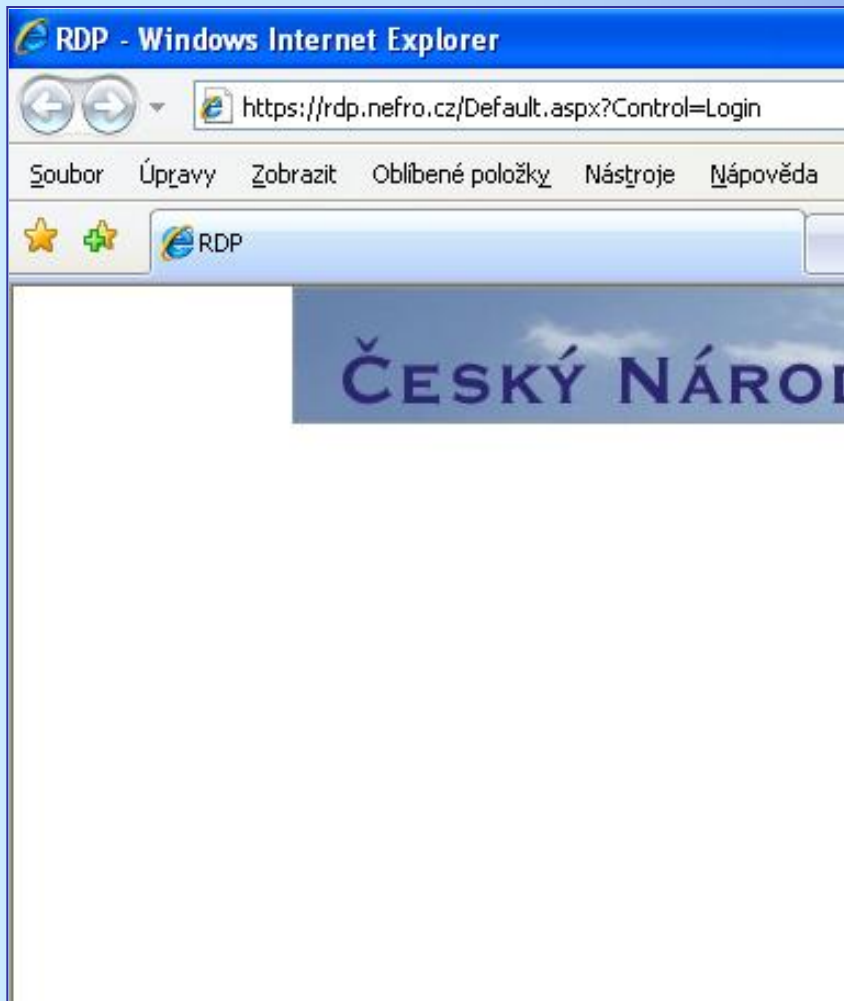 RDP - Windows Internet Explorer
https://rdp.nefro.cz/Default.aspx?Control=Login
Soubor Úpravy Zobrazit Oblíbené položky Nástroje Nápověda
RDP
ČESKÝ NÁROD